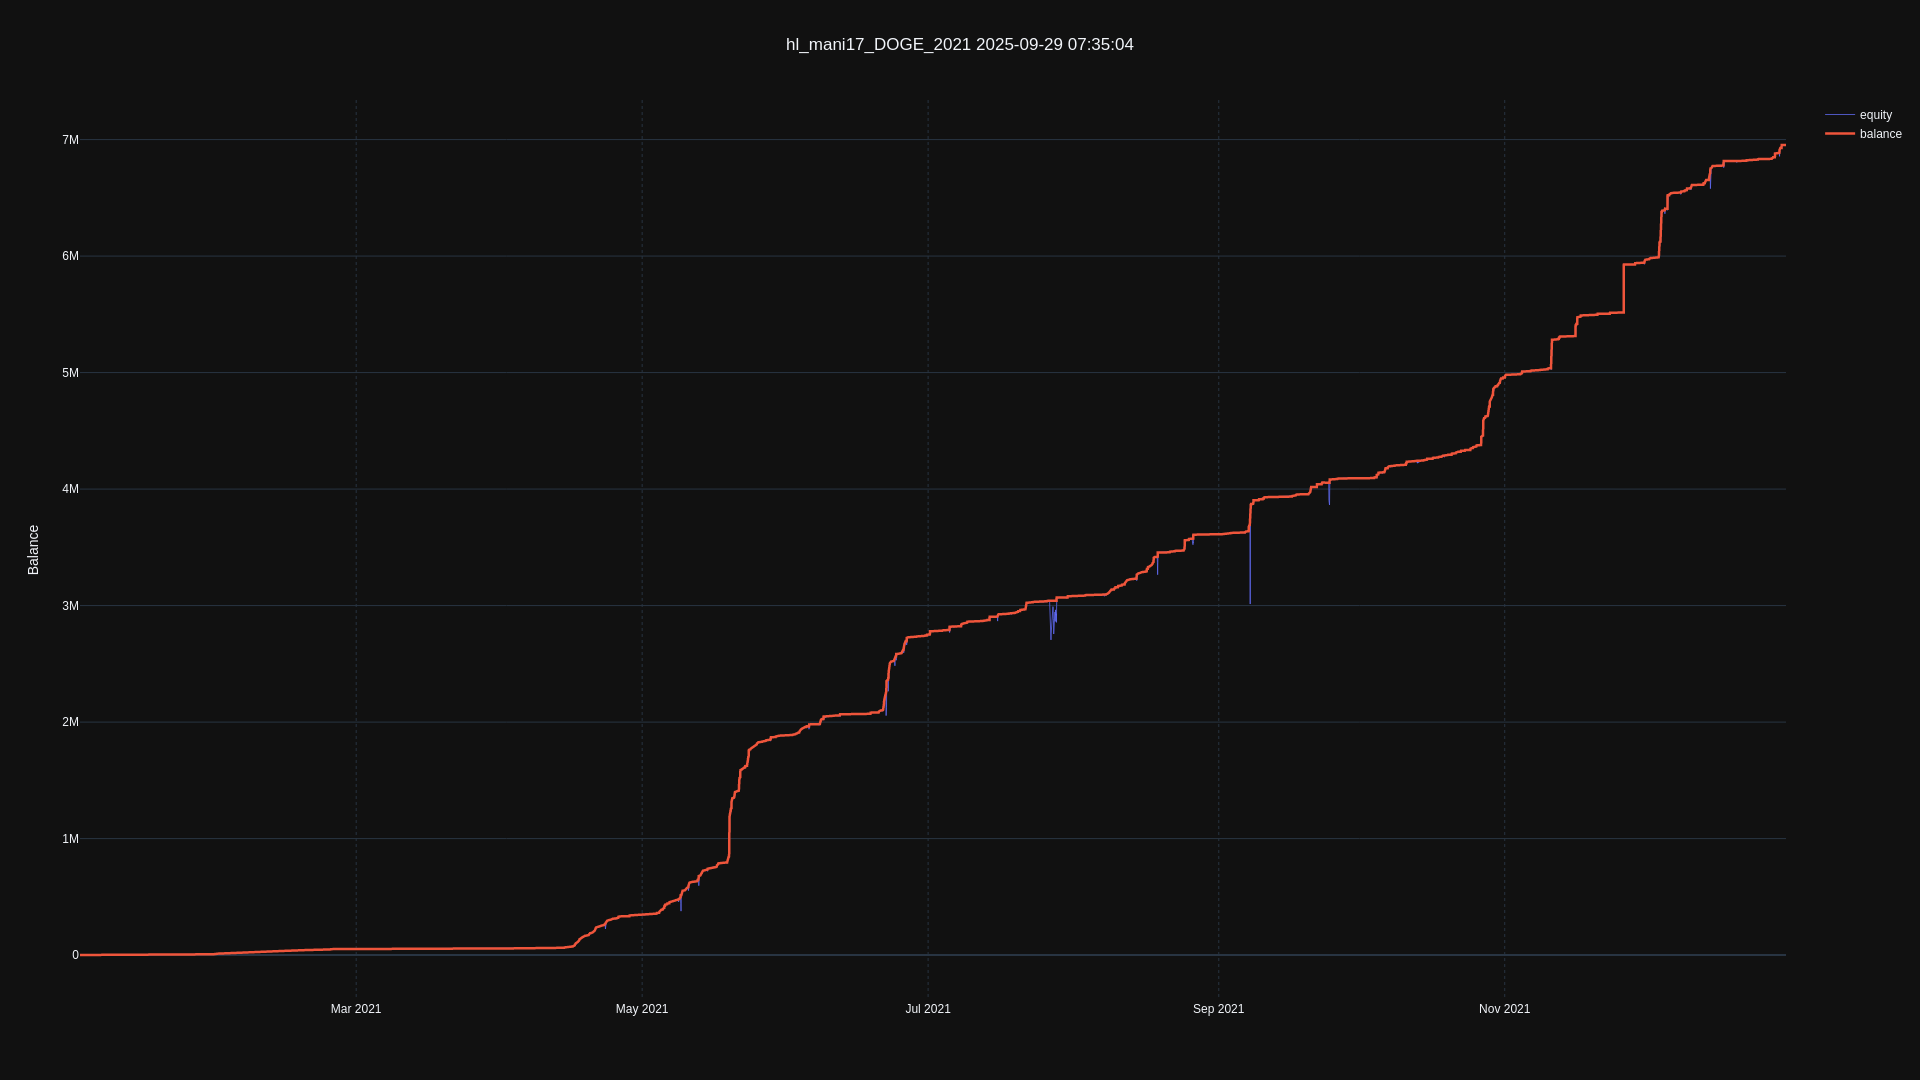 hl_mani17_DOGE_2021 2025-09-29 07:35:04
equity
balance
7M
6M
5M
4M
3M
2M
1M
0
Balance
Mar 2021
May 2021
Jul 2021
Sep 2021
Nov 2021